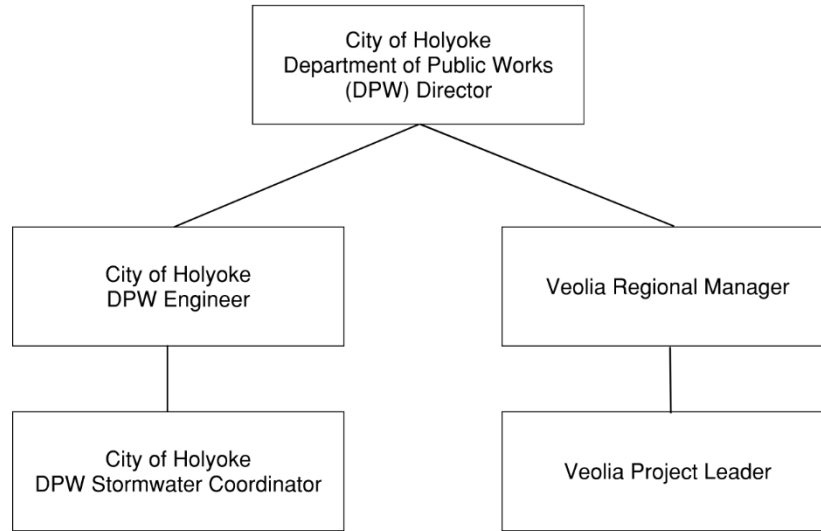 City of Holyoke
Department of Public Works
(DPW) Director
City of Holyoke
DPW Engineer
Veolia Regional Manager
City of Holyoke
DPW Stormwater Coordinator
Veolia Project Leader